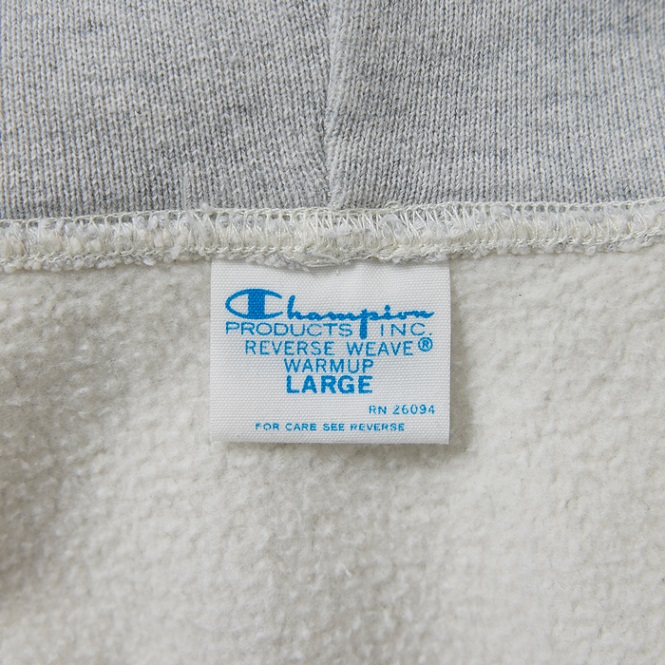 Champion
PRODUCTS INC.
REVERSE WEAVE®
WARMUP
LARGE
RN 26094
FOR CARE SEE REVERSE